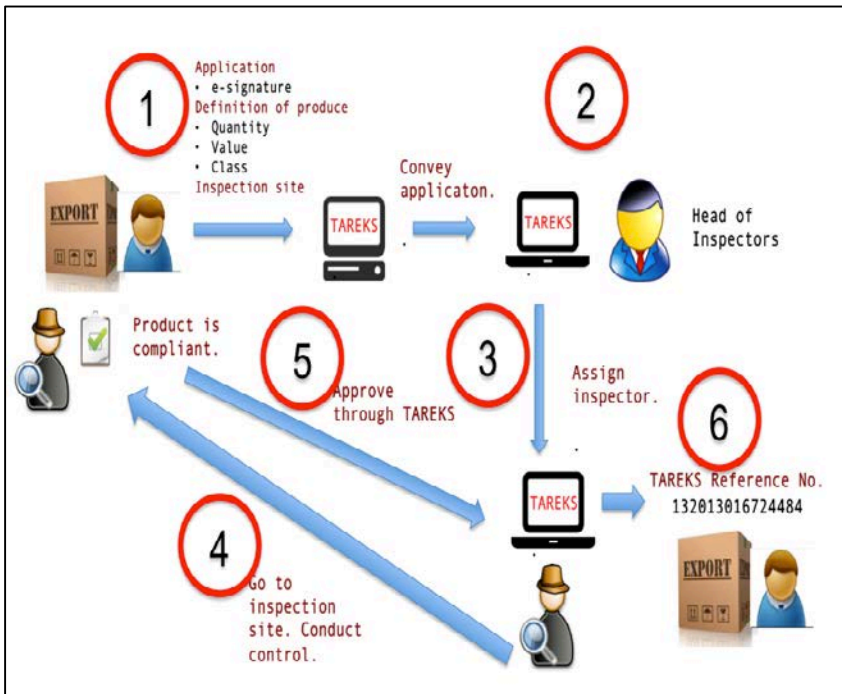 1
Application
• e-signature
Definition of produce
• Quantity
• Value
• Class
Inspection site
EXPORT
TAREKS
Convey
applicaton.
2
TAREKS
Head of
Inspectors
3
Assign
inspector.
Product is
compliant.
5
Approve
through TAREKS
4
Go to
inspection
site. Conduct
control.
TAREKS
6
TAREKS Reference No.
132013016724484
EXPORT